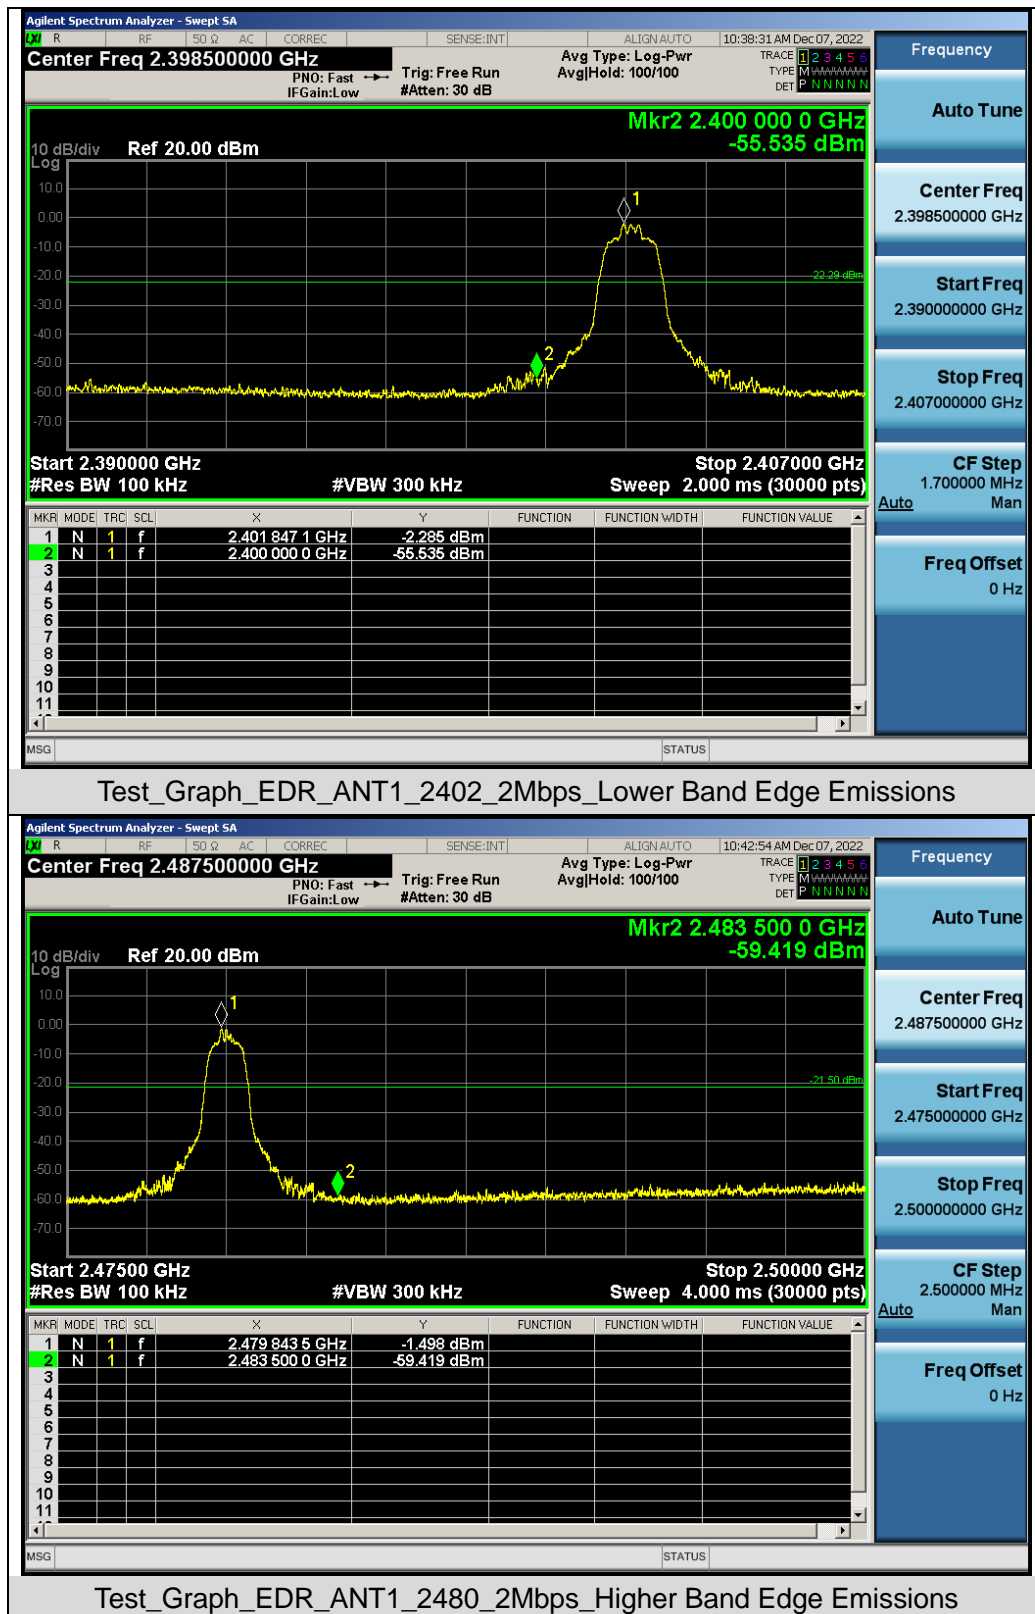 Agilent Spectrum Analyzer - Swept SA
LXI R RF 50 Ω AC CORREC SENSE:INT ALIGN AUTO 10:38:31 AM Dec 07, 2022
Center Freq 2.398500000 GHz
PNO: Fast
IFGain:Low
Trig: Free Run
#Atten: 30 dB
Avg Type: Log-Pwr
Avg|Hold: 100/100
TRACE 1 2 3 4 5 6
TYPE M
DET P N N N N N
Mkr2 2.400 000 0 GHz
-55.535 dBm
10 dB/div Ref 20.00 dBm
Log
10.0
0.00
-10.0
-20.0
-30.0
-40.0
-50.0
-60.0
-70.0
1
2
-22.29 dBm
Start 2.390000 GHz Stop 2.407000 GHz
#Res BW 100 kHz #VBW 300 kHz Sweep 2.000 ms (30000 pts)
MKR MODE TRC SCL X Y FUNCTION FUNCTION WIDTH FUNCTION VALUE
1 N 1 f 2.401 847 1 GHz -2.285 dBm
2 N 1 f 2.400 000 0 GHz -55.535 dBm
3
4
5
6
7
8
9
10
11
MSG STATUS
Frequency
Auto Tune
Center Freq
2.398500000 GHz
Start Freq
2.390000000 GHz
Stop Freq
2.407000000 GHz
CF Step
1.700000 MHz
Auto Man
Freq Offset
0 Hz
Test_Graph_EDR_ANT1_2402_2Mbps_Lower Band Edge Emissions
Agilent Spectrum Analyzer - Swept SA
LXI R RF 50 Ω AC CORREC SENSE:INT ALIGN AUTO 10:42:54 AM Dec 07, 2022
Center Freq 2.487500000 GHz
PNO: Fast
IFGain:Low
Trig: Free Run
#Atten: 30 dB
Avg Type: Log-Pwr
Avg|Hold: 100/100
TRACE 1 2 3 4 5 6
TYPE M
DET P N N N N N
Mkr2 2.483 500 0 GHz
-59.419 dBm
10 dB/div Ref 20.00 dBm
Log
10.0
0.00
-10.0
-20.0
-30.0
-40.0
-50.0
-60.0
-70.0
1
2
-21.50 dBm
Start 2.47500 GHz Stop 2.50000 GHz
#Res BW 100 kHz #VBW 300 kHz Sweep 4.000 ms (30000 pts)
MKR MODE TRC SCL X Y FUNCTION FUNCTION WIDTH FUNCTION VALUE
1 N 1 f 2.479 843 5 GHz -1.498 dBm
2 N 1 f 2.483 500 0 GHz -59.419 dBm
3
4
5
6
7
8
9
10
11
MSG STATUS
Frequency
Auto Tune
Center Freq
2.487500000 GHz
Start Freq
2.475000000 GHz
Stop Freq
2.500000000 GHz
CF Step
2.500000 MHz
Auto Man
Freq Offset
0 Hz
Test_Graph_EDR_ANT1_2480_2Mbps_Higher Band Edge Emissions